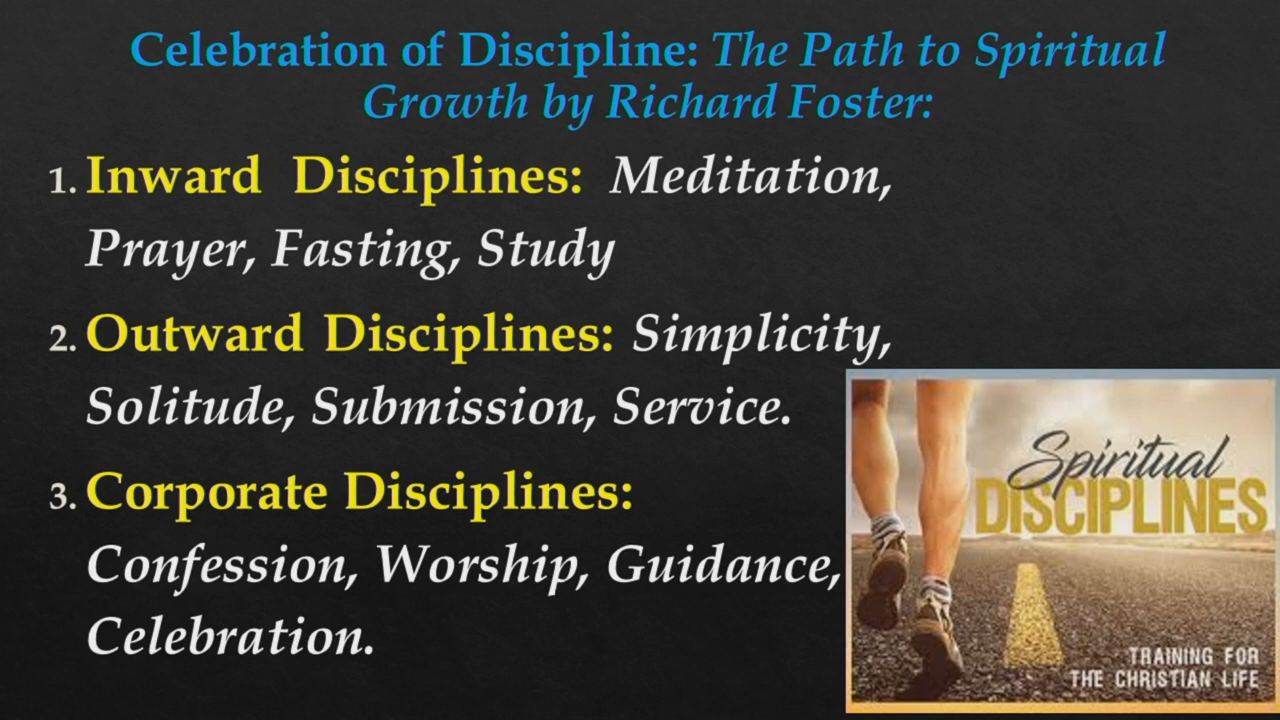 Celebration of Discipline: The Path to Spiritual
Growth by Richard Foster:
1. Inward Disciplines: Meditation,
Prayer, Fasting, Study
2. Outward Disciplines: Simplicity,
Solitude, Submission, Service.
3. Corporate Disciplines:
Confession, Worship, Guidance,
Celebration.
Spiritual
DISCIPLINES
TRAINING FOR
THE CHRISTIAN LIFE